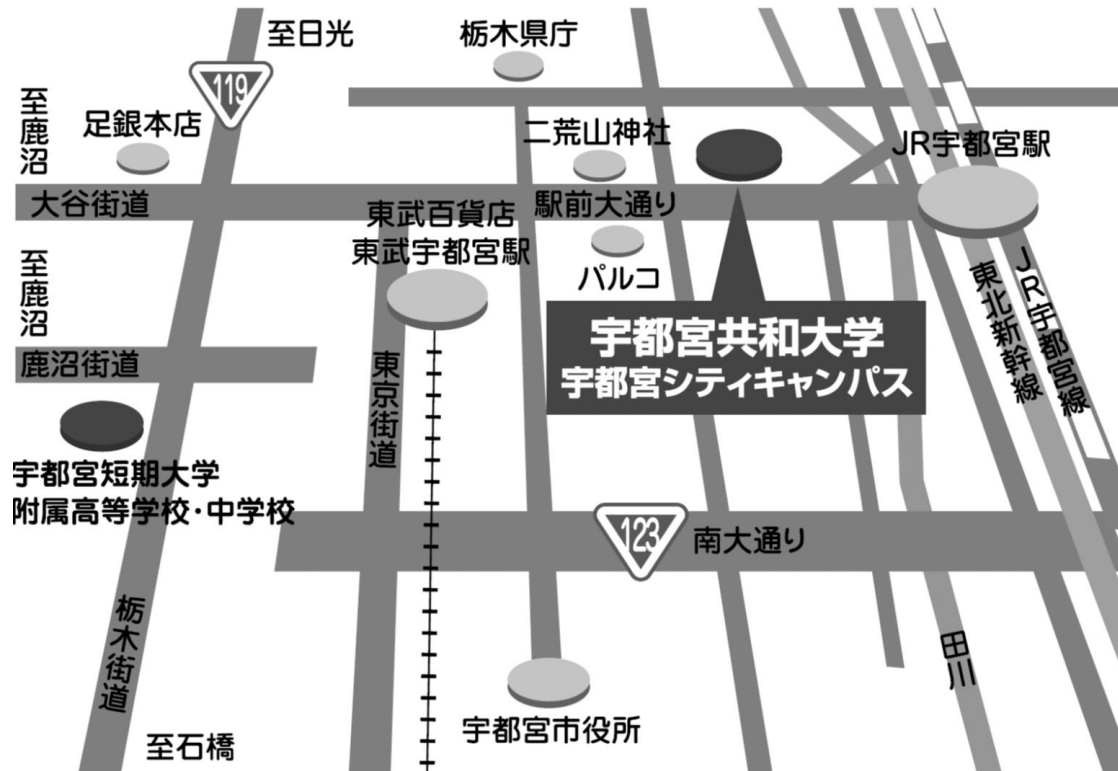 至日光
栃木県庁
119
至鹿沼
足銀本店
二荒山神社
JR宇都宮駅
大谷街道
東武百貨店
東武宇都宮駅
駅前大通り
パルコ
至鹿沼
鹿沼街道
東京街道
宇都宮共和大学
宇都宮シティキャンパス
東北新幹線
JR宇都宮線
宇都宮短期大学
附属高等学校・中学校
123
南大通り
栃木街道
田川
宇都宮市役所
至石橋